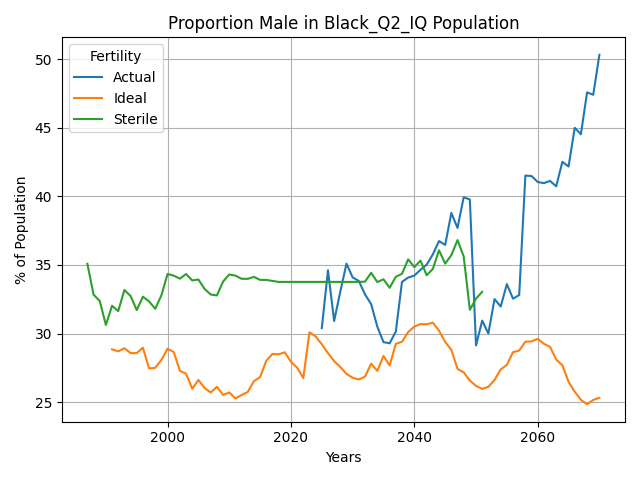 Proportion Male in Black_Q2_IQ Population
Fertility
Actual
Ideal
Sterile
% of Population
50
45
40
35
30
25
2000
2020
2040
2060
Years